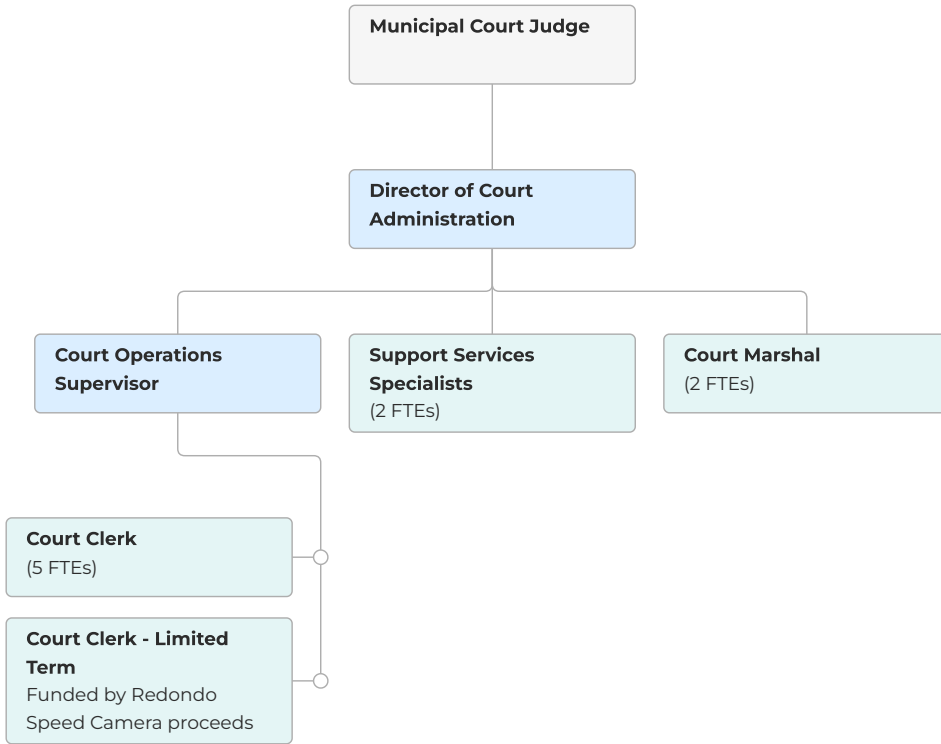 Municipal Court Judge
Director of Court
Administration
Court Operations
Supervisor
Support Services
Specialists
(2 FTEs)
Court Marshal
(2 FTEs)
Court Clerk
(5 FTEs)
Court Clerk - Limited
Term
Funded by Redondo
Speed Camera proceeds